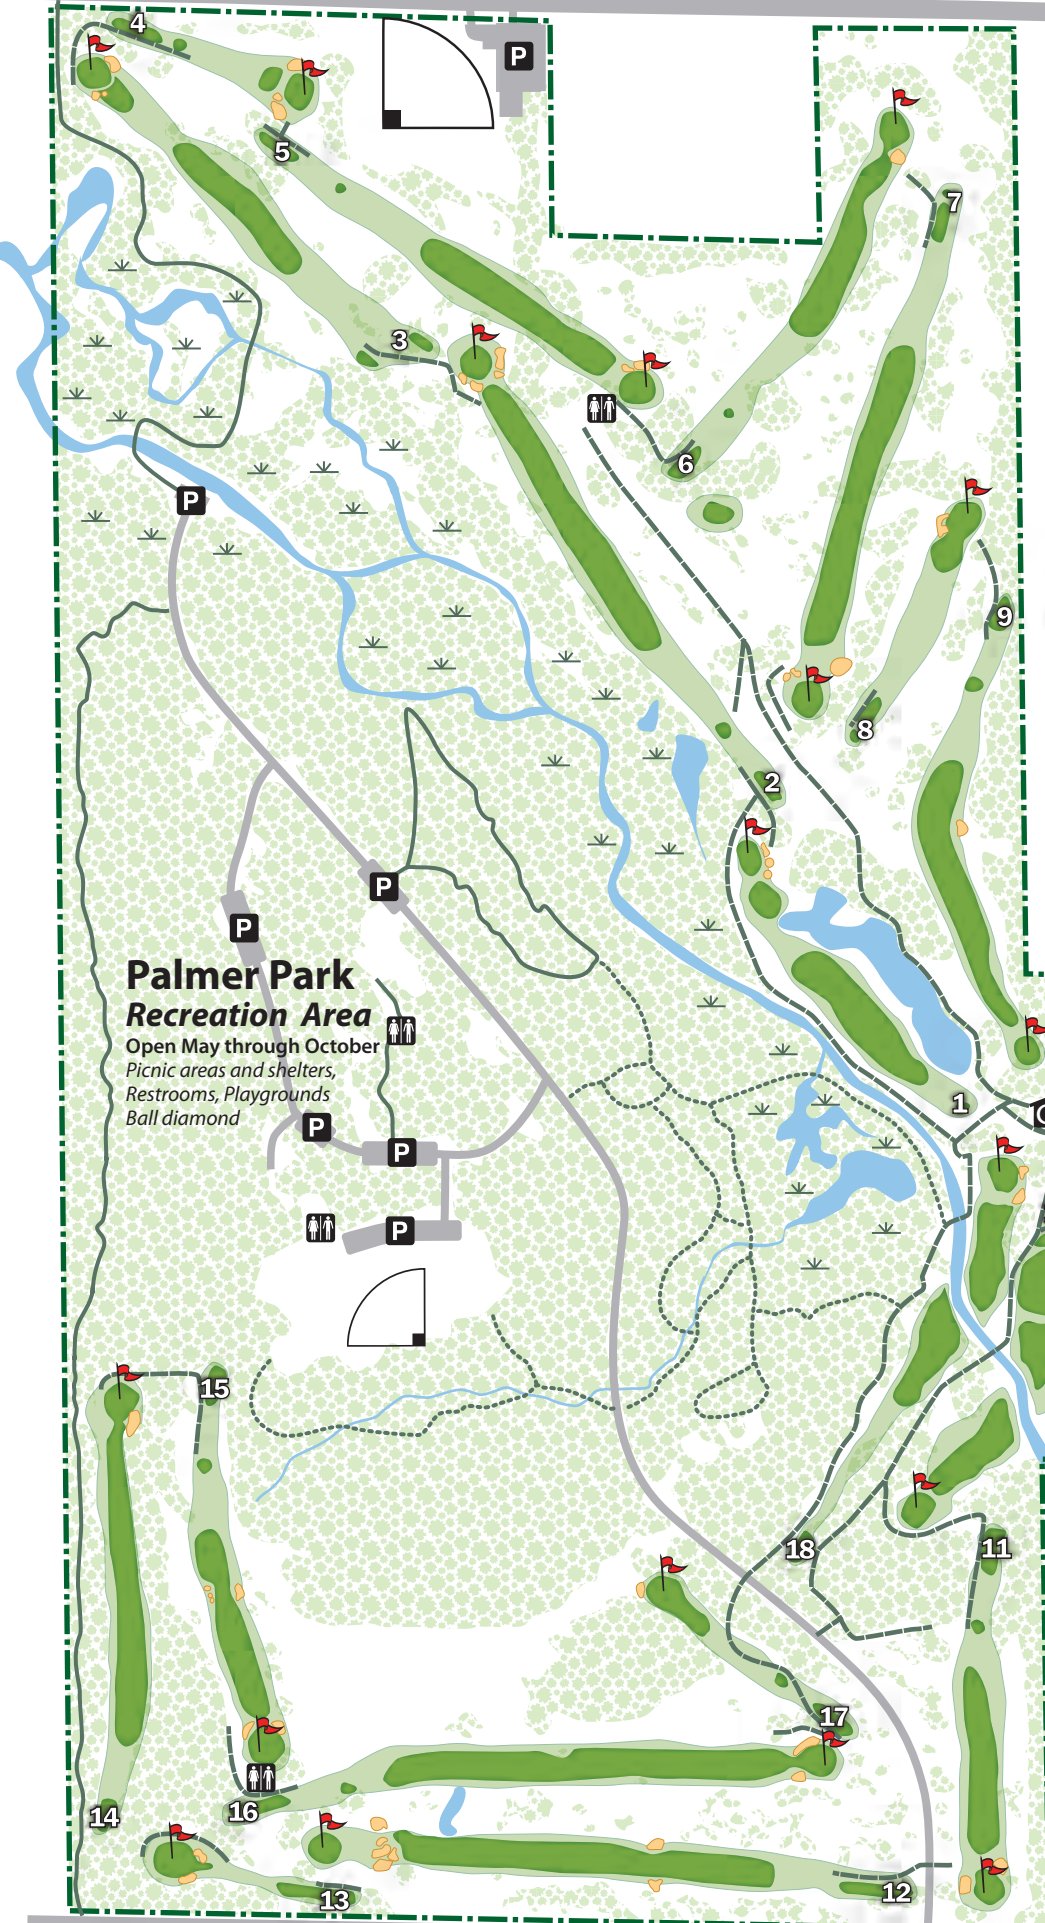 4
P
5
7
3
6
P
9
8
2
P
P
Palmer Park
Recreation Area
Open May through October
Picnic areas and shelters,
Restrooms, Playgrounds
Ball diamond
1
P
P
P
15
18
11
17
14
16
13
12